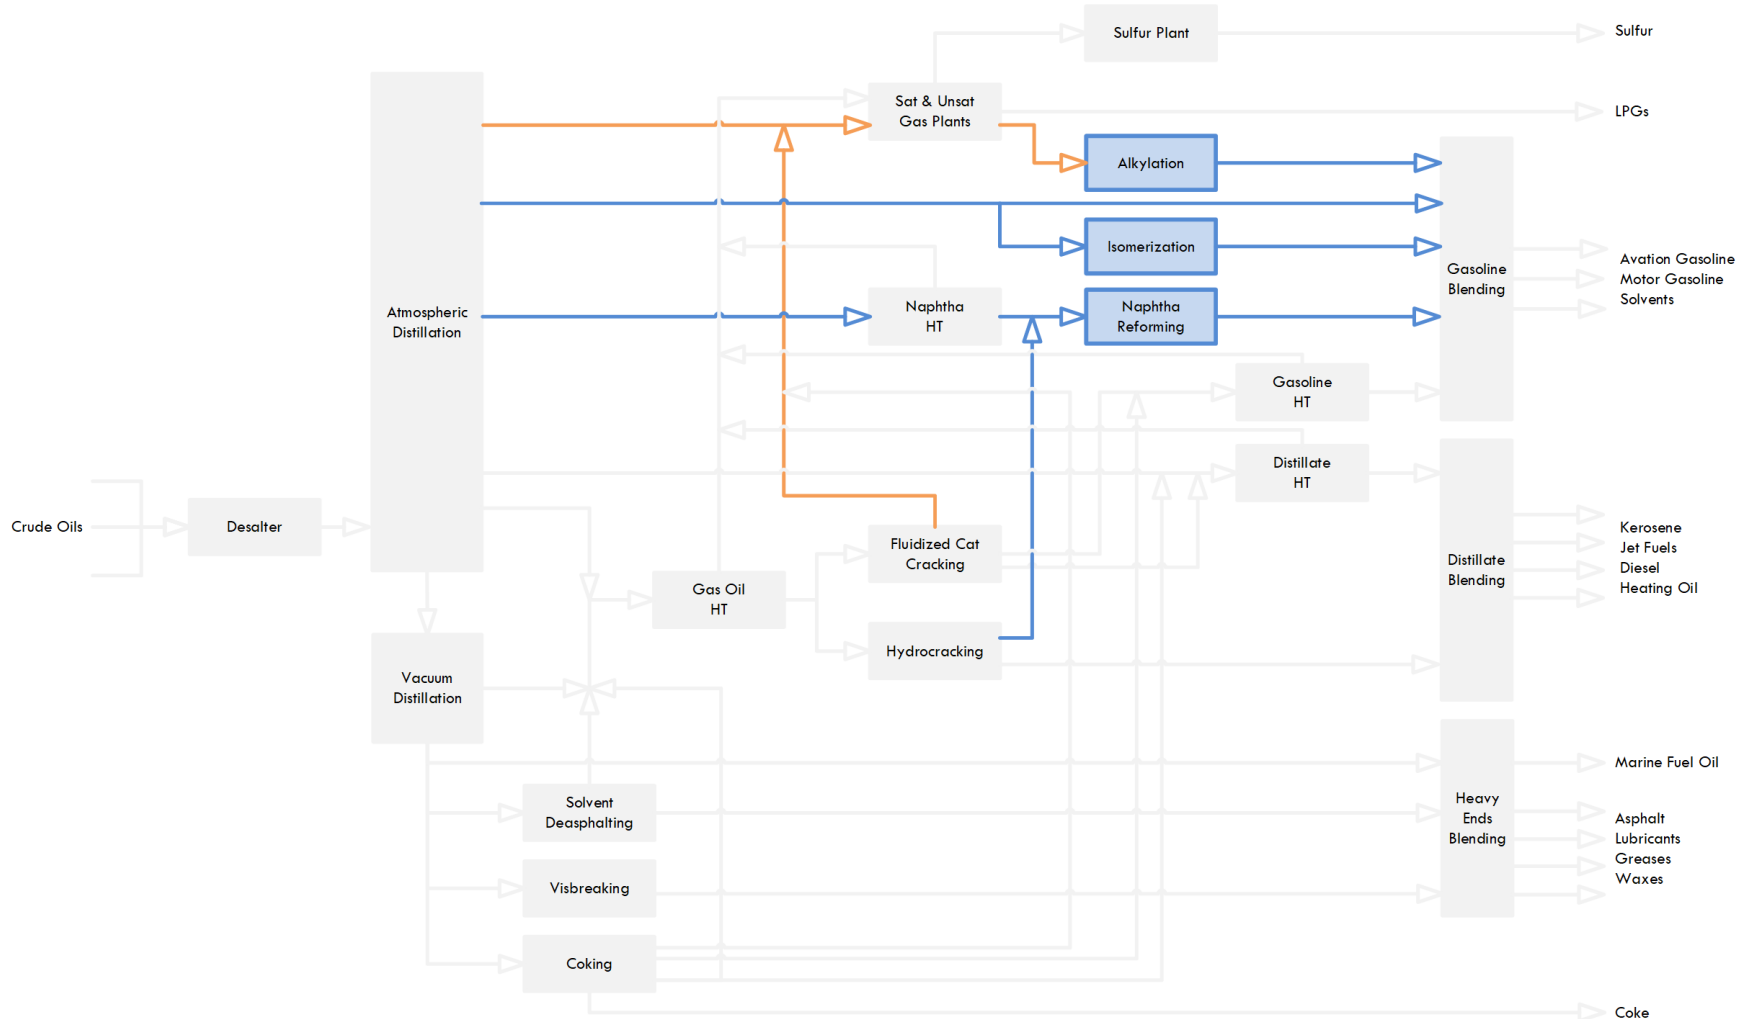 Sulfur Plant
Sulfur
Sat & Unsat
Gas Plants
LPGs
Alkylation
Isomerization
Gasoline
Blending
Avation Gasoline
Motor Gasoline
Solvents
Atmospheric
Distillation
Naphtha
HT
Naphtha
Reforming
Gasoline
HT
Distillate
HT
Crude Oils
Desalter
Fluidized Cat
Cracking
Gas Oil
HT
Hydrocracking
Distillate
Blending
Kerosene
Jet Fuels
Diesel
Heating Oil
Vacuum
Distillation
Marine Fuel Oil
Solvent
Deasphalting
Heavy
Ends
Blending
Asphalt
Lubricants
Greases
Waxes
Visbreaking
Coking
Coke